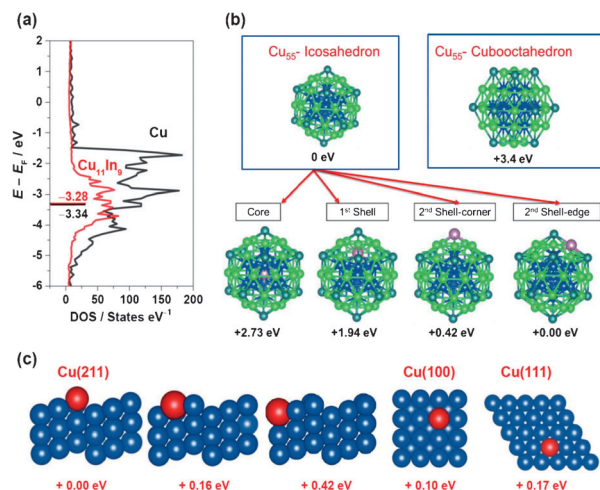 (a)
2
1
0
-1
-2
-3
-4
-5
-6
E – E_F / eV
Cu
Cu₁₁In₉
−3.28
−3.34
0 50 100 150 200
DOS / States eV⁻¹
(b)
Cu₅₅- Icosahedron
0 eV
Cu₅₅- Cubooctahedron
+3.4 eV
Core
1st Shell
2nd Shell-corner
2nd Shell-edge
+2.73 eV
+1.94 eV
+0.42 eV
+0.00 eV
(c)
Cu(211)
Cu(100)
Cu(111)
+ 0.00 eV
+ 0.16 eV
+ 0.42 eV
+ 0.10 eV
+ 0.17 eV